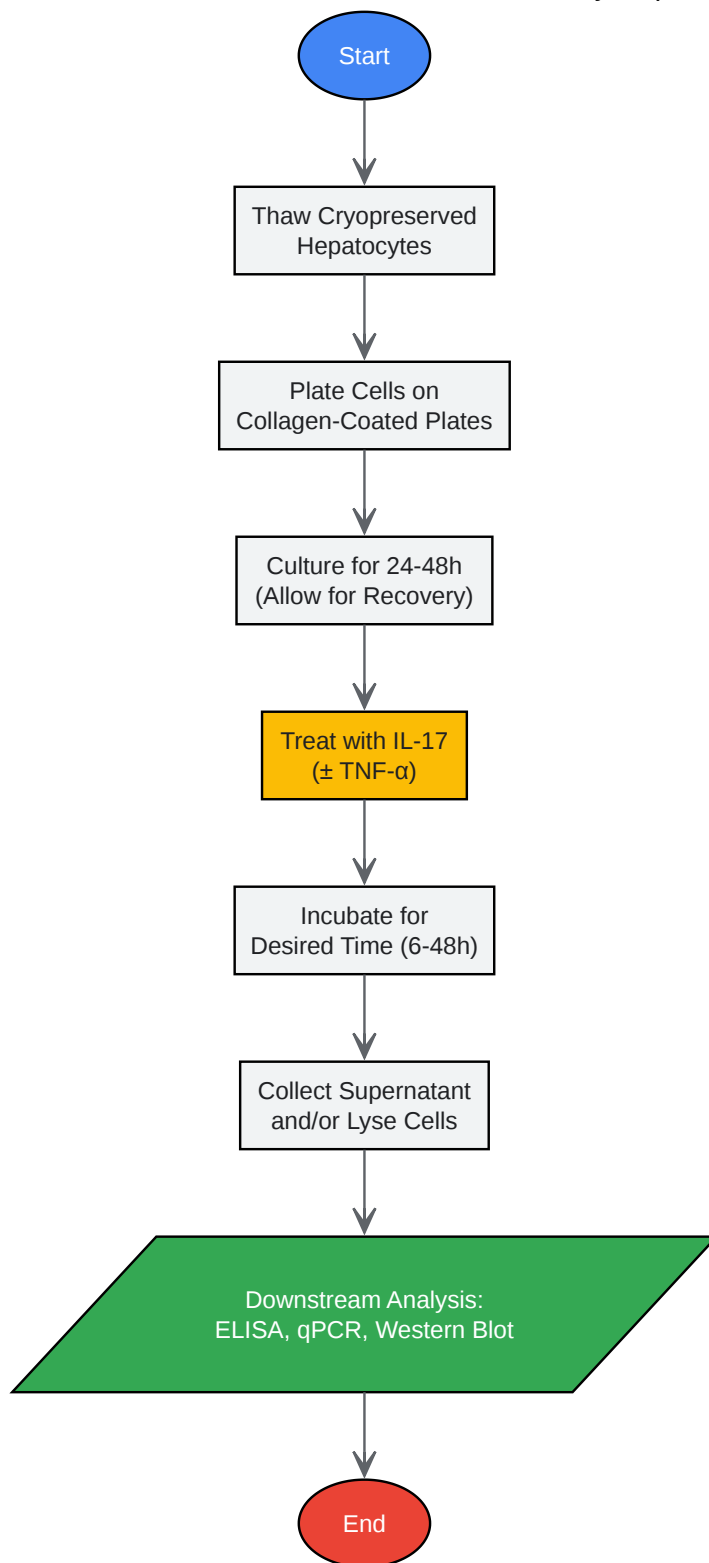 Start
Thaw Cryopreserved
Hepatocytes
Plate Cells on
Collagen-Coated Plates
Culture for 24-48h
(Allow for Recovery)
Treat with IL-17
(± TNF-α)
Incubate for
Desired Time (6-48h)
Collect Supernatant
and/or Lyse Cells
Downstream Analysis:
ELISA, qPCR, Western Blot
End